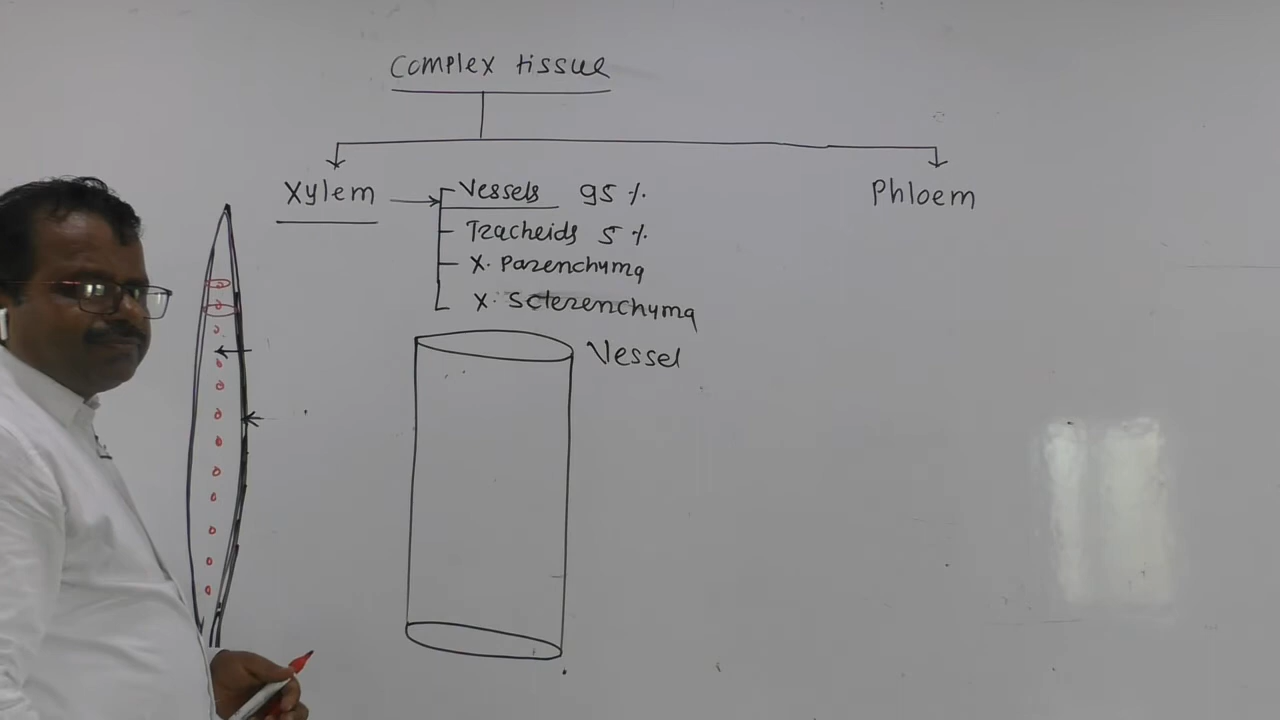 Complex tissue
Xylem
Vessels 95 %
Tracheids 5 %
X. Parenchyma
X. Sclerenchyma
Phloem
Vessel